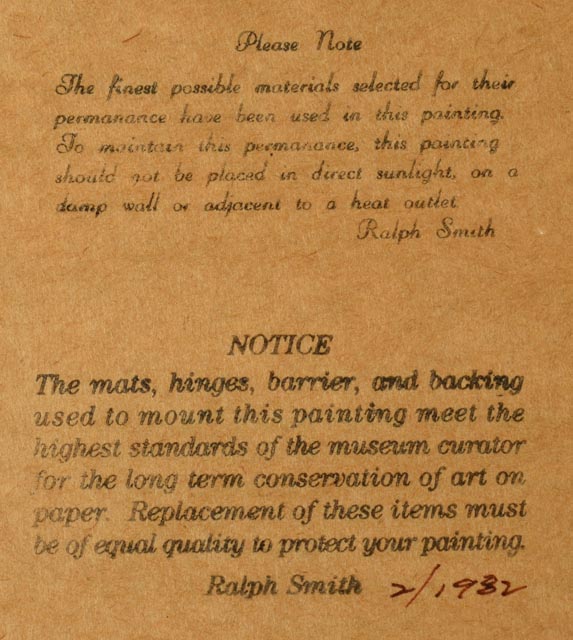 Please Note
The finest possible materials selected for their
permanance have been used in this painting.
To maintain this permanance, this painting
should not be placed in direct sunlight, on a
damp wall or adjacent to a heat outlet.
Ralph Smith
NOTICE
The mats, hinges, barrier, and backing
used to mount this painting meet the
highest standards of the museum curator
for the long term conservation of art on
paper. Replacement of these items must
be of equal quality to protect your painting.
Ralph Smith 2/1982